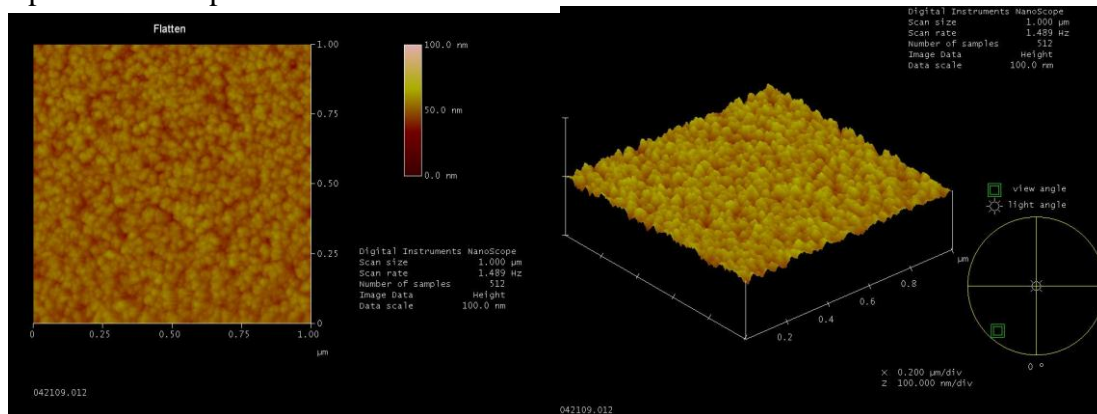 Flatten
1.00
0.75
0.50
0.25
0
0 0.25 0.50 0.75 1.00
µm
100.0 nm
50.0 nm
0.0 nm
Digital Instruments NanoScope
Scan size 1.000 µm
Scan rate 1.489 Hz
Number of samples 512
Image Data Height
Data scale 100.0 nm
042109.012
Digital Instruments NanoScope
Scan size 1.000 µm
Scan rate 1.489 Hz
Number of samples 512
Image Data Height
Data scale 100.0 nm
view angle
light angle
µm
0.8
0.6
0.4
0.2
X 0.200 µm/div
Z 100.000 nm/div
0 °
042109.012